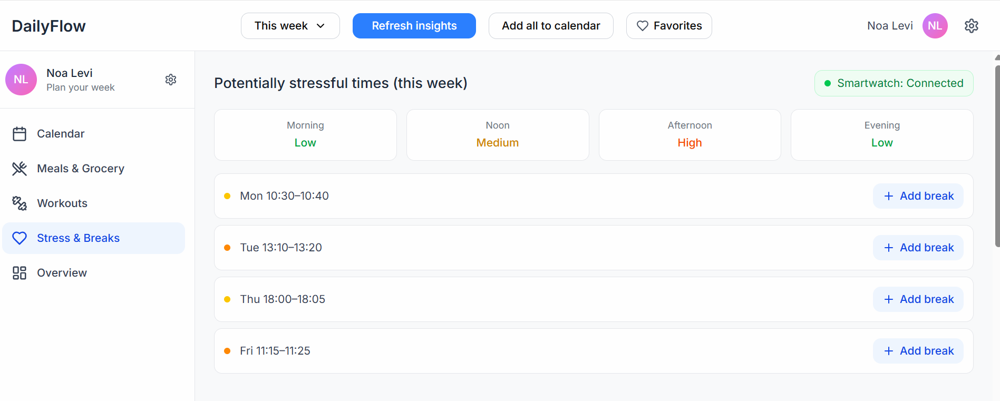 DailyFlow
This week
Refresh insights
Add all to calendar
Favorites
Noa Levi
NL
NL
Noa Levi
Plan your week
Calendar
Meals & Grocery
Workouts
Stress & Breaks
Overview
Potentially stressful times (this week)
Smartwatch: Connected
Morning
Low
Noon
Medium
Afternoon
High
Evening
Low
Mon 10:30–10:40
Add break
Tue 13:10–13:20
Add break
Thu 18:00–18:05
Add break
Fri 11:15–11:25
Add break